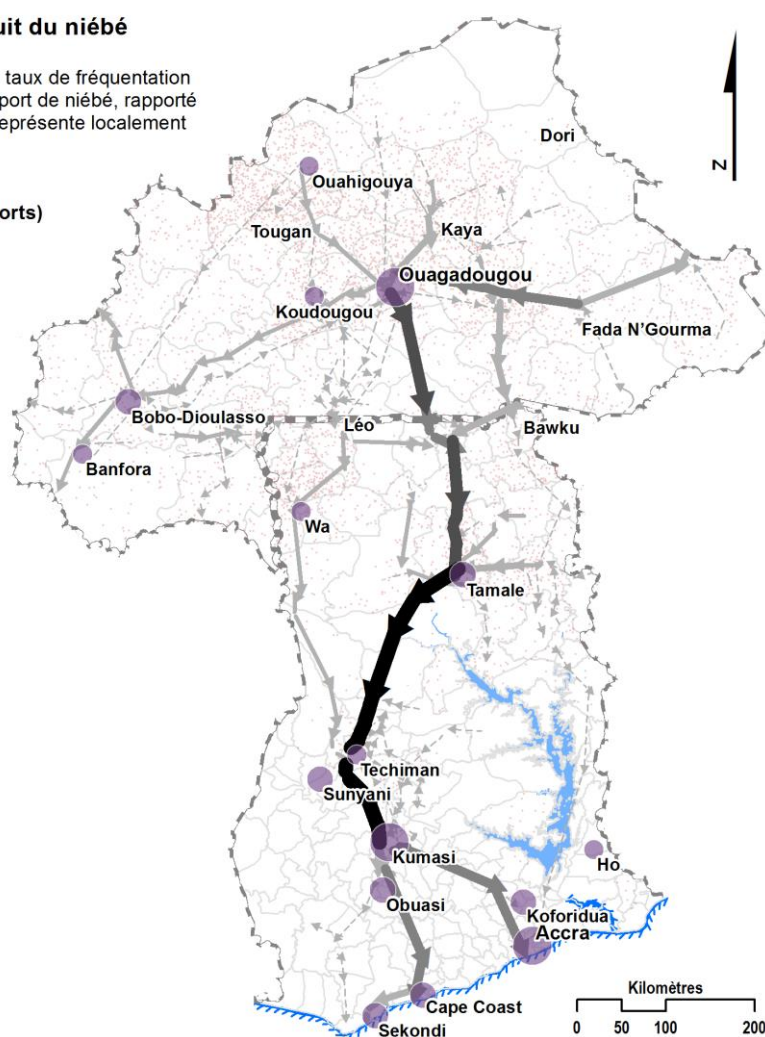 uit du niébé
taux de fréquentation
port de niébé, rapporté
eprésente localement
orts)
N
Dori
Ouahigouya
Tougan
Kaya
Ouagadougou
Koudougou
Fada N'Gourma
Bobo-Dioulasso
Léo
Bawku
Banfora
Wa
Tamale
Techiman
Sunyani
Kumasi
Ho
Obuasi
Koforidua
Accra
Cape Coast
Sekondi
Kilomètres
0 50 100 200